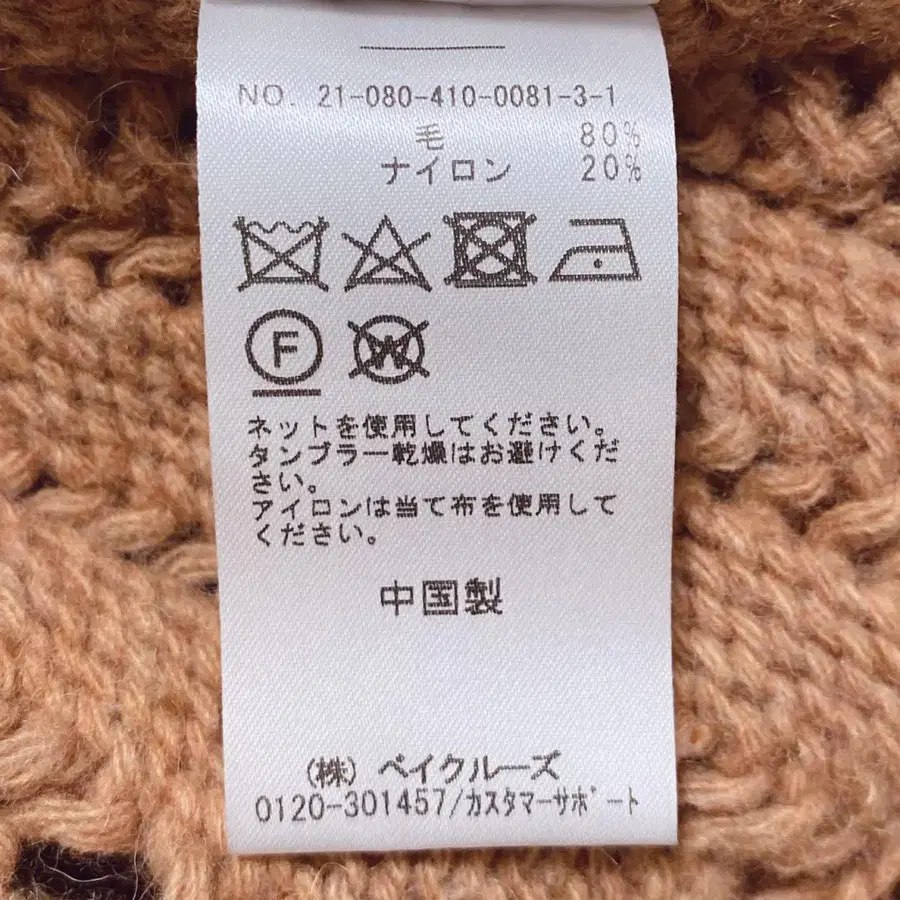 NO. 21-080-410-0081-3-1
毛 80%
ナイロン 20%
F W
ネットを使用してください。
タンブラー乾燥はお避けくだ
さい。
アイロンは当て布を使用して
ください。
中国製
(株) ベイクルーズ
0120-301457/カスタマーサポート